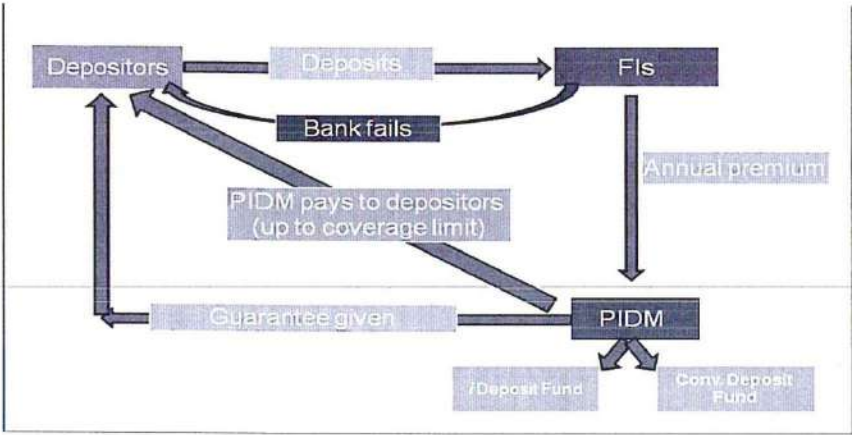 Depositors
Deposits
FIs
Bank fails
Annual premium
PIDM pays to depositors
(up to coverage limit)
Guarantee given
PIDM
iDeposit Fund
Conv. Deposit
Fund